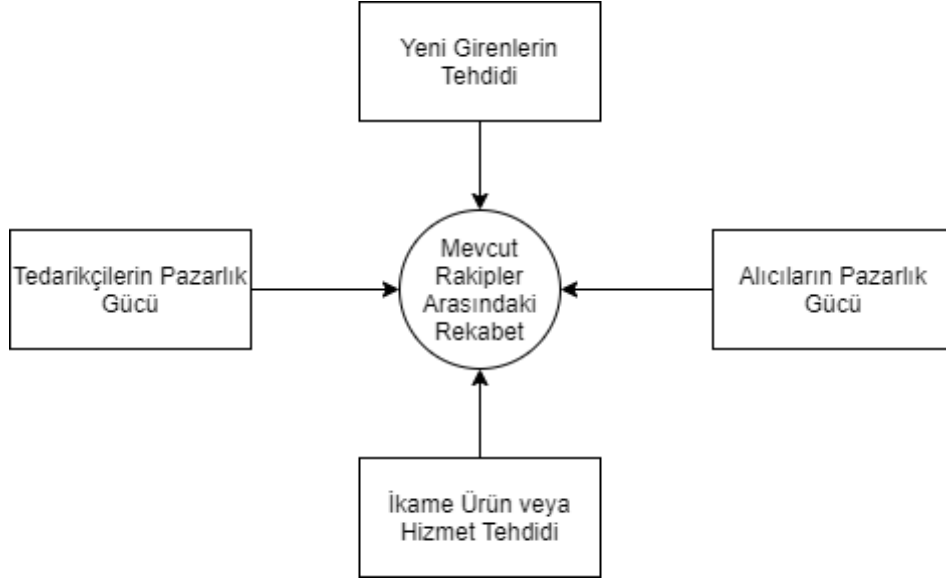 Yeni Girenlerin
Tehdidi
Tedarikçilerin Pazarlık
Gücü
Mevcut
Rakipler
Arasındaki
Rekabet
Alıcıların Pazarlık
Gücü
İkame Ürün veya
Hizmet Tehdidi